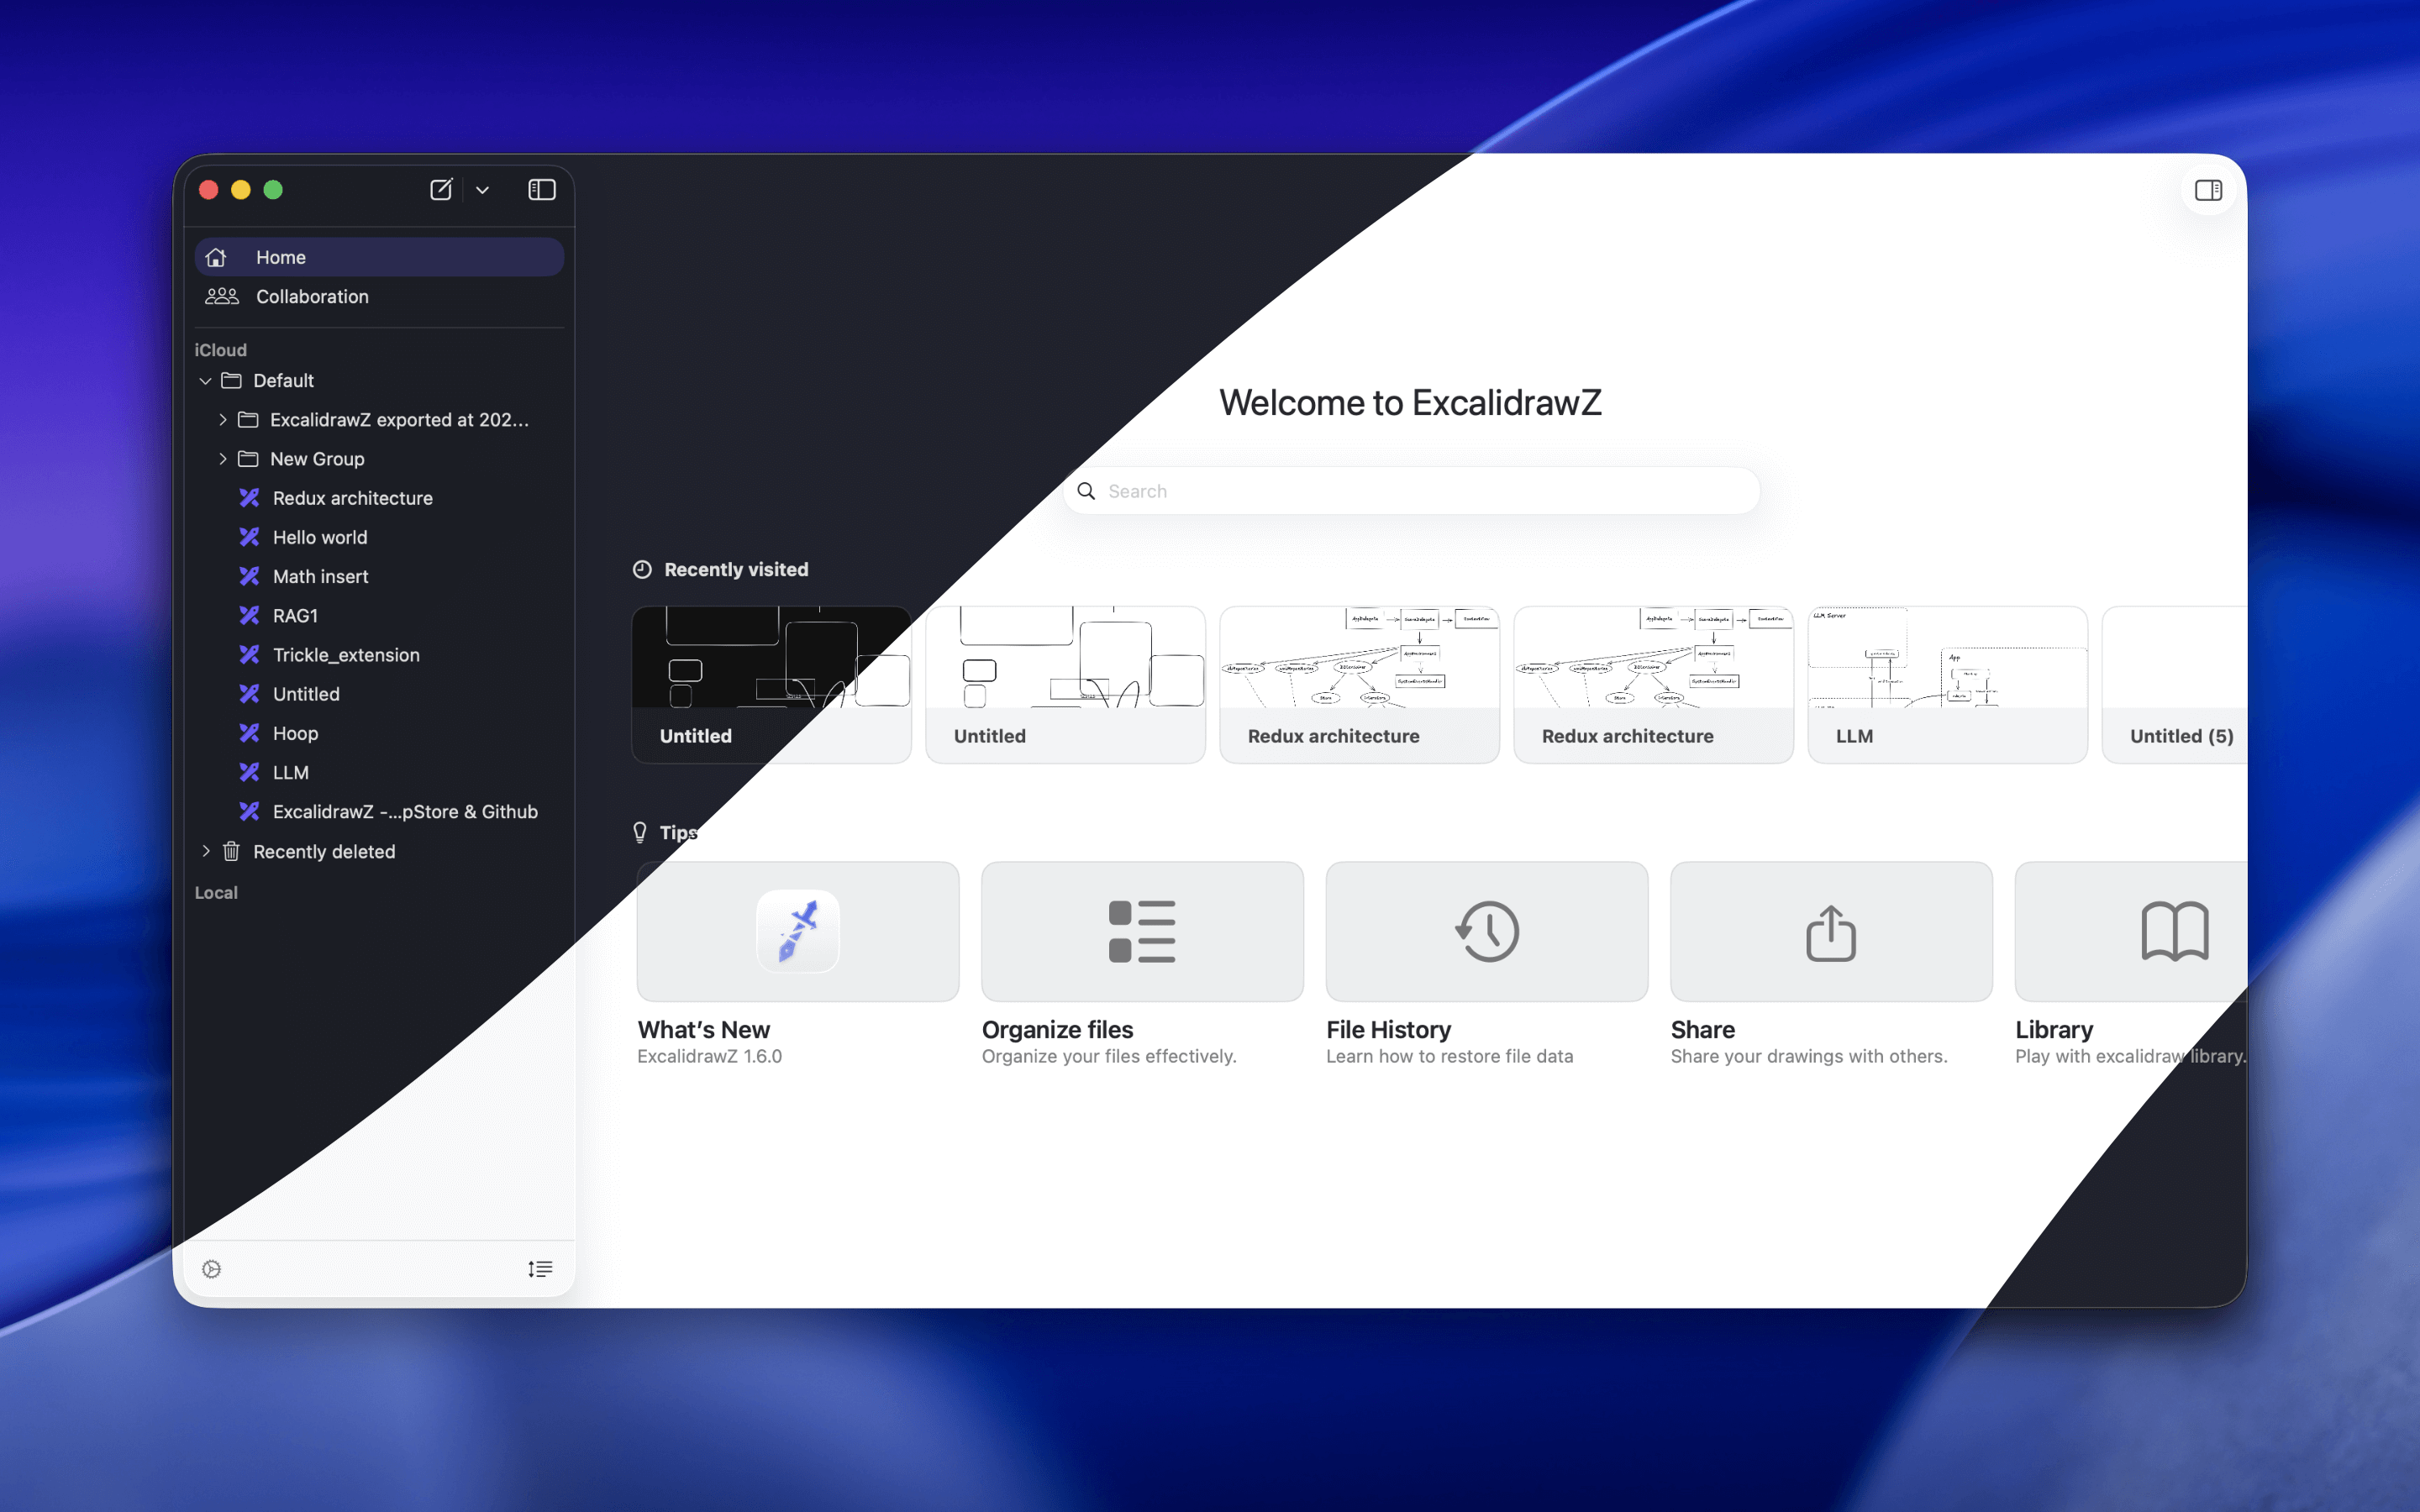 Home
Collaboration
iCloud
Default
ExcalidrawZ exported at 202...
New Group
Redux architecture
Hello world
Math insert
RAG1
Trickle_extension
Untitled
Hoop
LLM
ExcalidrawZ -...pStore & Github
Recently deleted
Local
Welcome to ExcalidrawZ
Search
Recently visited
Untitled
Untitled
Redux architecture
Redux architecture
LLM Server
App
LLM
Untitled (5)
Tips
What's New
ExcalidrawZ 1.6.0
Organize files
Organize your files effectively.
File History
Learn how to restore file data
Share
Share your drawings with others.
Library
Play with excalidraw library.